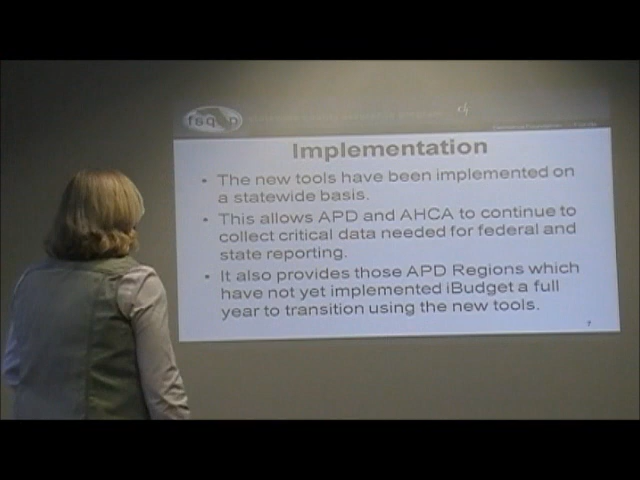 fsqap
Implementation
• The new tools have been implemented on
a statewide basis.
• This allows APD and AHCA to continue to
collect critical data needed for federal and
state reporting.
• It also provides those APD Regions which
have not yet implemented iBudget a full
year to transition using the new tools.
7